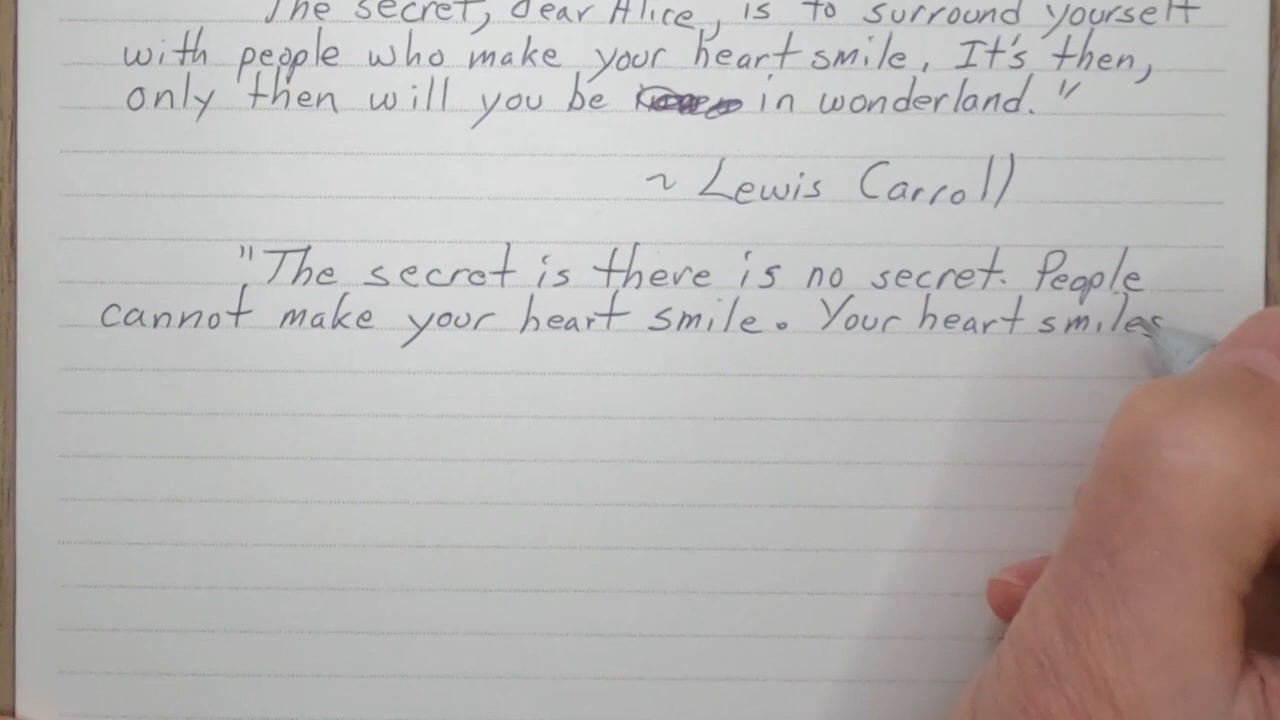 The secret, dear Alice, is to surround yourself
with people who make your heart smile. It's then,
only then will you be in wonderland."
~ Lewis Carroll
"The secret is there is no secret. People
cannot make your heart smile. Your heart smiles